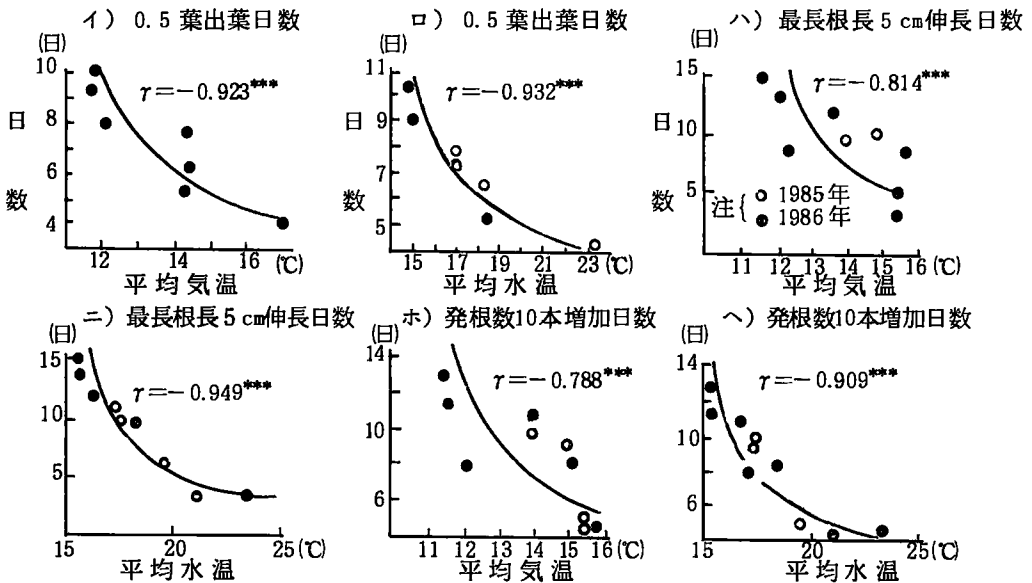 イ）0.5葉出葉日数
(日)
10
8
6
4
日
数
γ＝－0.923***
12 14 16 (℃)
平均気温
ロ）0.5葉出葉日数
(日)
11
9
7
5
日
数
γ＝－0.932***
15 17 19 21 23 (℃)
平均水温
ハ）最長根長5cm伸長日数
(日)
15
10
5
日
数
γ＝－0.814***
注{ 1985年
1986年
11 12 13 14 15 16 (℃)
平均気温
ニ）最長根長5cm伸長日数
(日)
15
10
5
γ＝－0.949***
15 20 25 (℃)
平均水温
ホ）発根数10本増加日数
(日)
14
10
6
γ＝－0.788***
11 12 13 14 15 16 (℃)
平均気温
ヘ）発根数10本増加日数
(日)
14
10
6
γ＝－0.909***
15 20 25 (℃)
平均水温